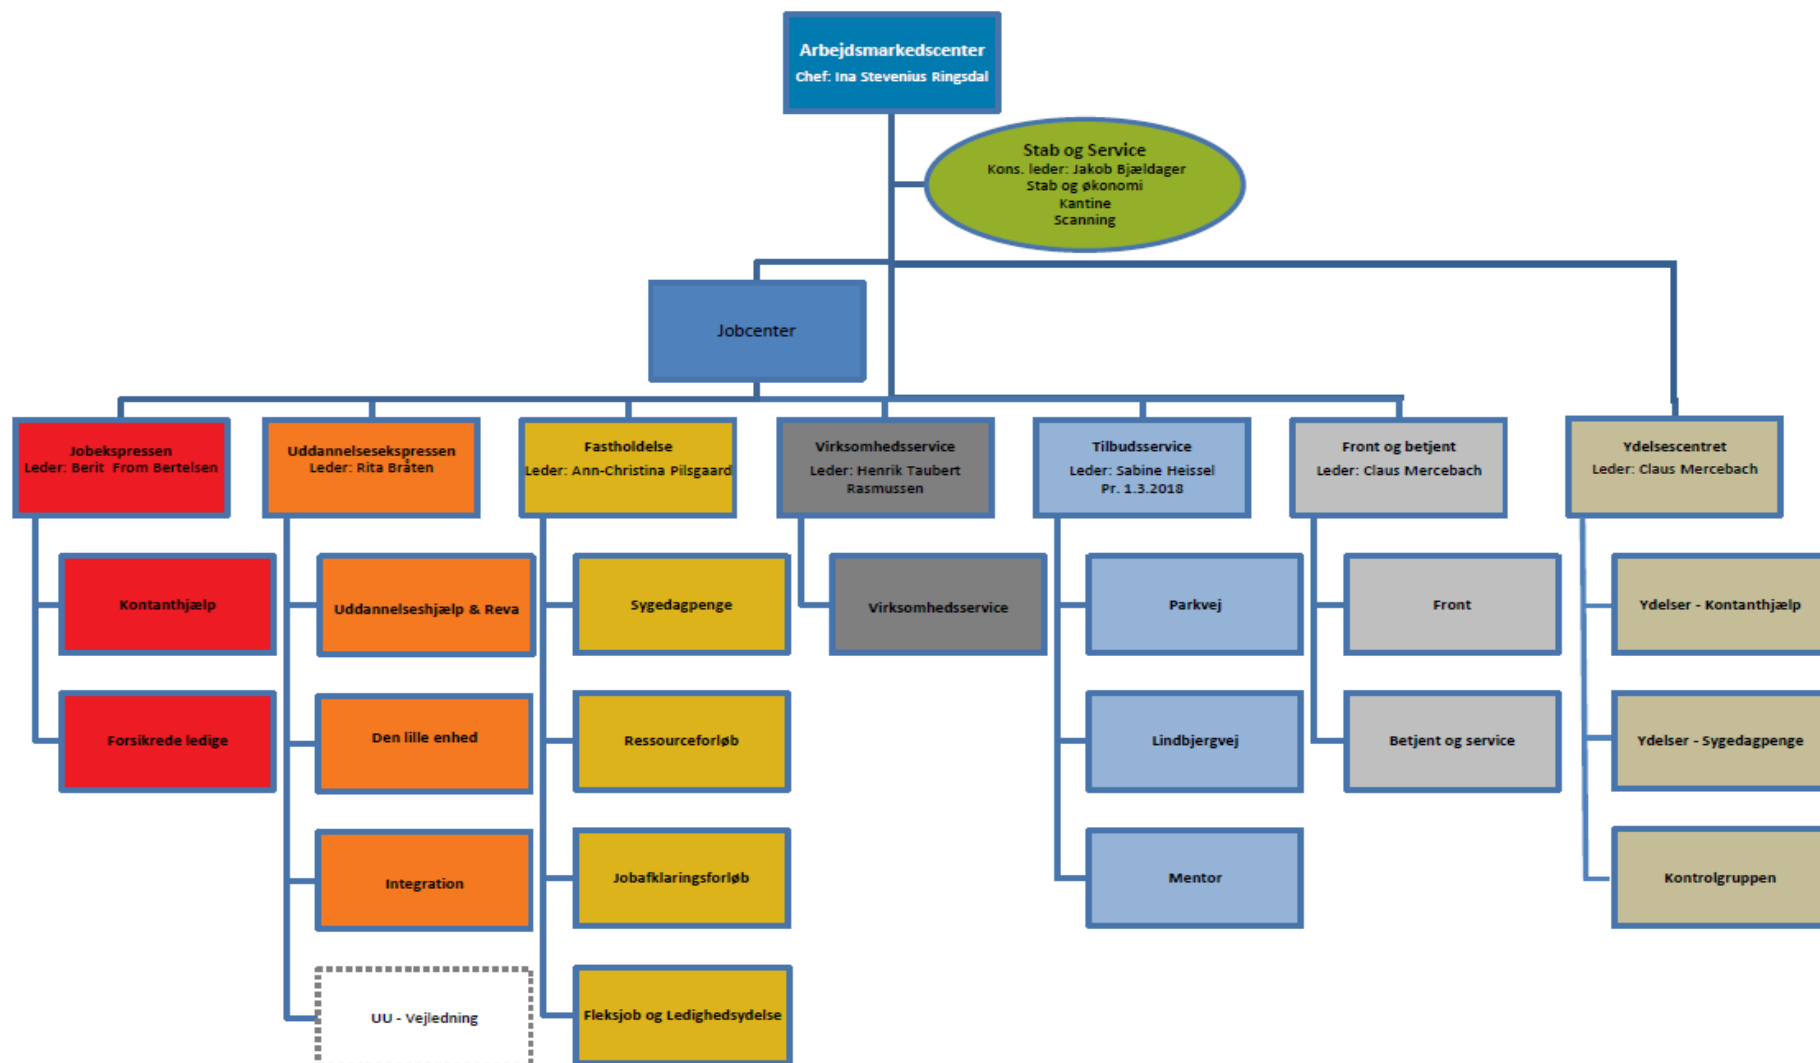 Arbejdsmarkedscenter
Chef: Ina Stevenius Ringsdal
Stab og Service
Kons. leder: Jakob Bjældager
Stab og økonomi
Kantine
Scanning
Jobcenter
Jobekspressen
Leder: Berit From Bertelsen
Uddannelsesekspressen
Leder: Rita Bråten
Fastholdelse
Leder: Ann-Christina Pilsgaard
Virksomhedsservice
Leder: Henrik Taubert
Rasmussen
Tilbudsservice
Leder: Sabine Heissel
Pr. 1.3.2018
Front og betjent
Leder: Claus Mercebach
Ydelsescentret
Leder: Claus Mercebach
Kontanthjælp
Uddannelseshjælp & Reva
Sygedagpenge
Virksomhedsservice
Parkvej
Front
Ydelser - Kontanthjælp
Forsikrede ledige
Den lille enhed
Ressourceforløb
Lindbjergvej
Betjent og service
Ydelser - Sygedagpenge
Integration
Jobafklaringsforløb
Mentor
Kontrolgruppen
UU - Vejledning
Fleksjob og Ledighedsydelse